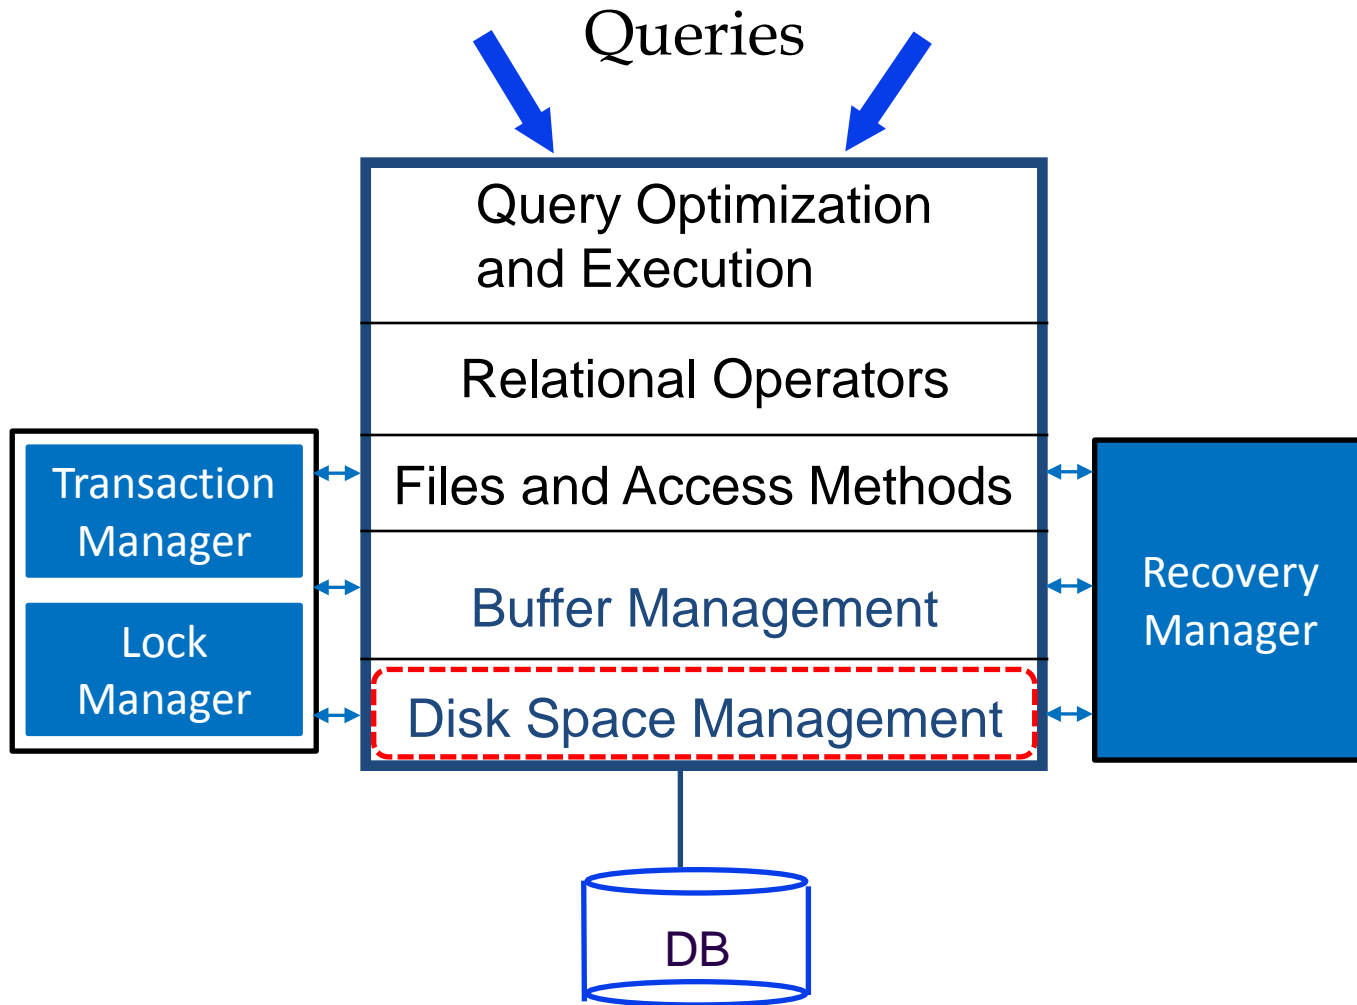 Queries
Query Optimization
and Execution
Relational Operators
Files and Access Methods
Buffer Management
Disk Space Management
Transaction
Manager
Lock
Manager
Recovery
Manager
DB